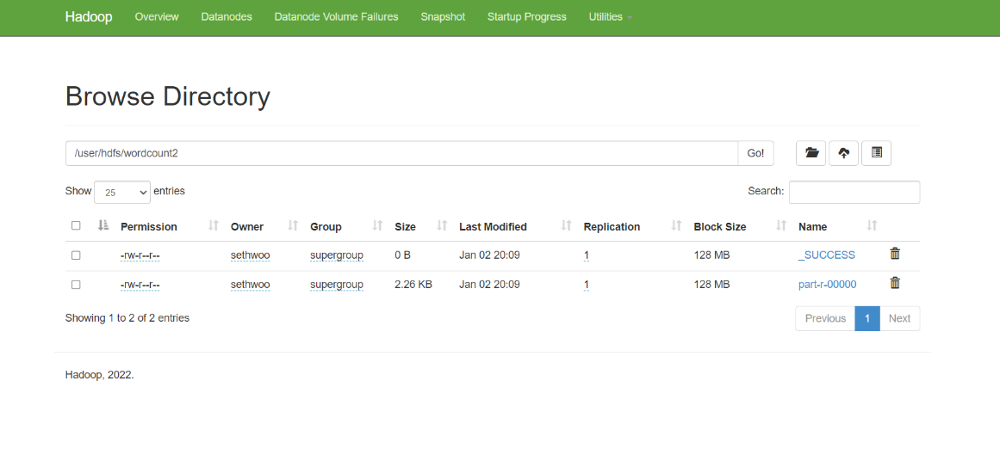 Hadoop Overview Datanodes Datanode Volume Failures Snapshot Startup Progress Utilities
Browse Directory
/user/hdfs/wordcount2 Go!
Show 25 entries Search:
Permission Owner Group Size Last Modified Replication Block Size Name
-rw-r--r-- sethwoo supergroup 0 B Jan 02 20:09 1 128 MB _SUCCESS
-rw-r--r-- sethwoo supergroup 2.26 KB Jan 02 20:09 1 128 MB part-r-00000
Showing 1 to 2 of 2 entries Previous 1 Next
Hadoop, 2022.